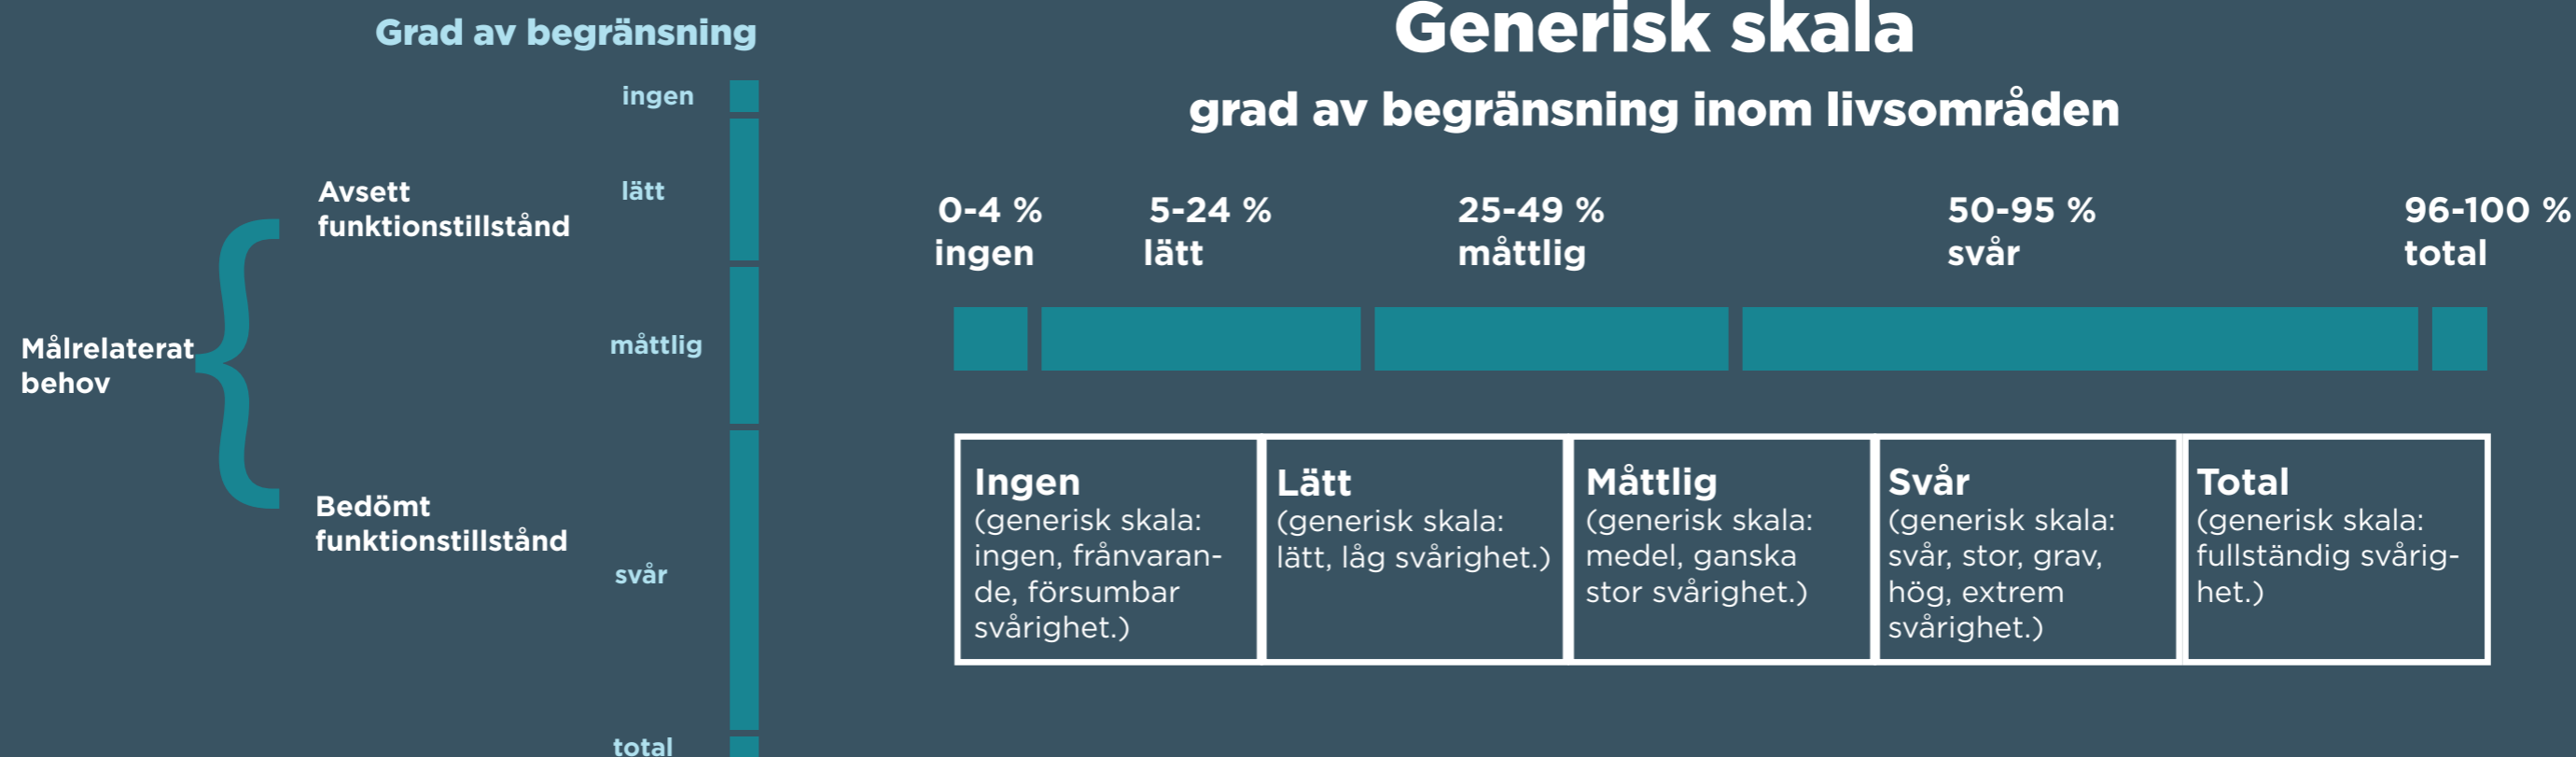 Grad av begränsning
ingen
Avsett
funktionstillstånd
lätt
Målrelaterat
behov
måttlig
Bedömt
funktionstillstånd
svår
total
Generisk skala
grad av begränsning inom livsområden
0-4 %
ingen
5-24 %
lätt
25-49 %
måttlig
50-95 %
svår
96-100 %
total
Ingen
(generisk skala:
ingen, frånvaran-
de, försumbar
svårighet.)
Lätt
(generisk skala:
lätt, låg svårighet.)
Måttlig
(generisk skala:
medel, ganska
stor svårighet.)
Svår
(generisk skala:
svår, stor, grav,
hög, extrem
svårighet.)
Total
(generisk skala:
fullständig svårig-
het.)